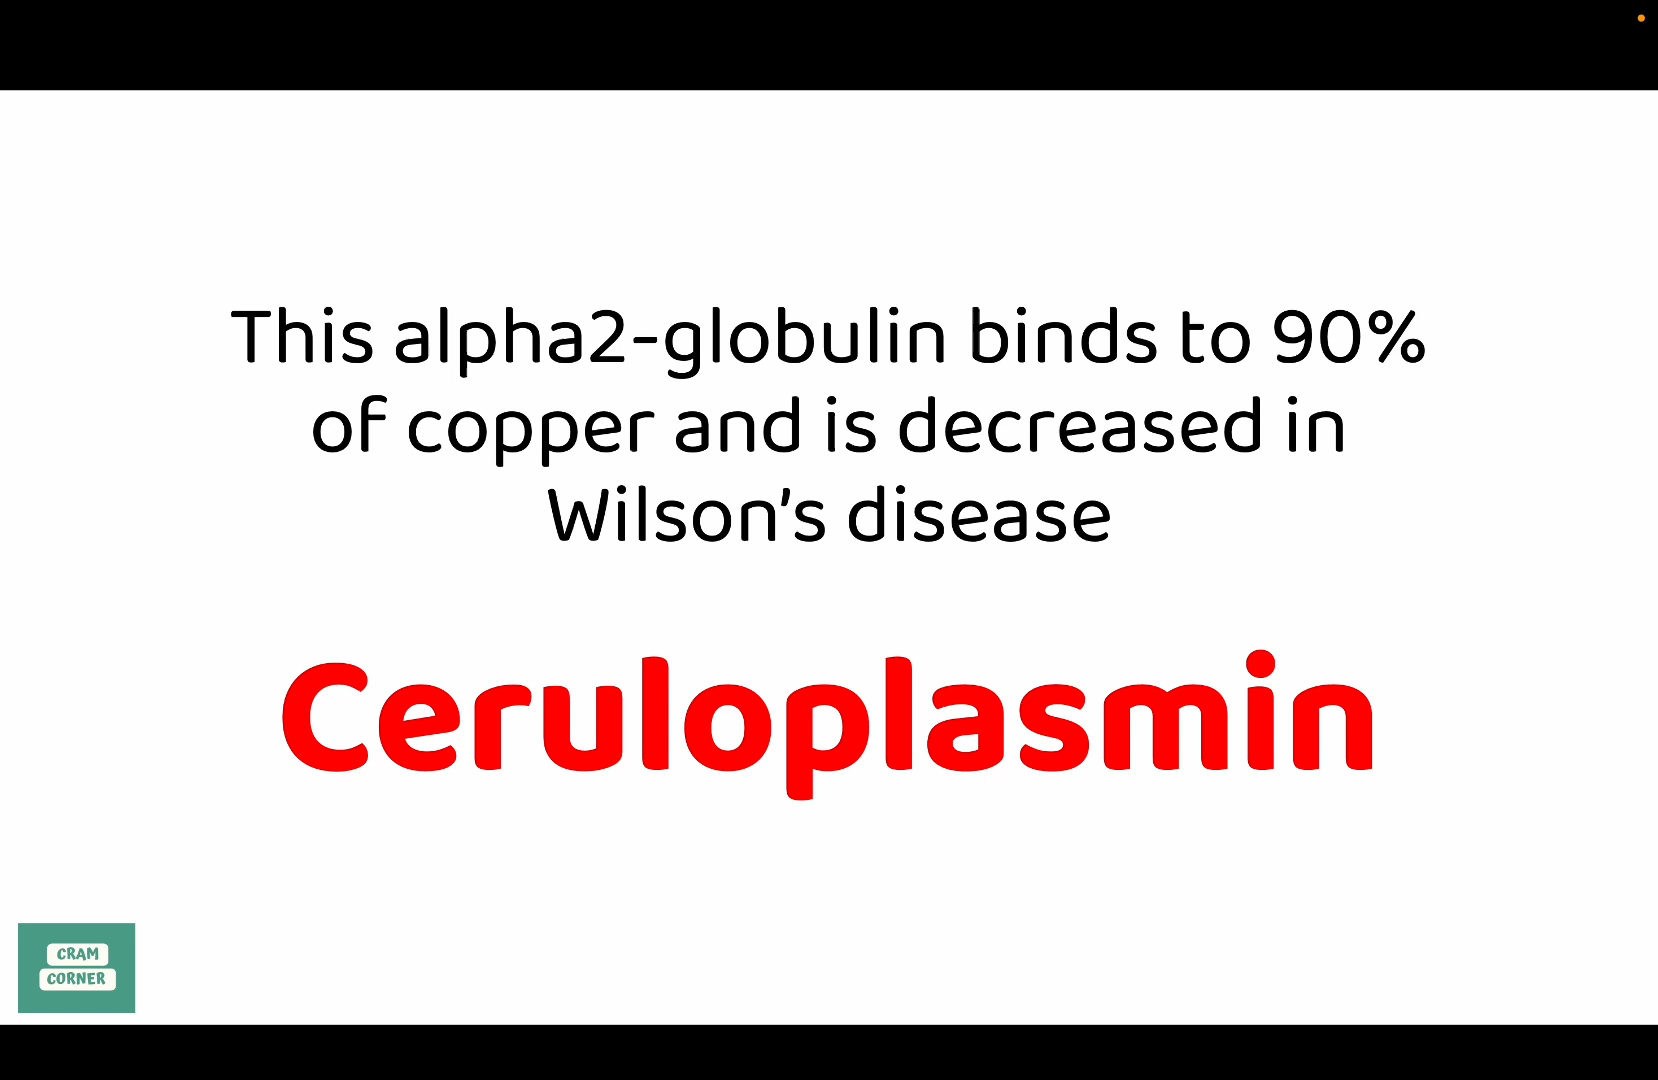 This alpha2-globulin binds to 90%
of copper and is decreased in
Wilson's disease
Ceruloplasmin
CRAM
CORNER